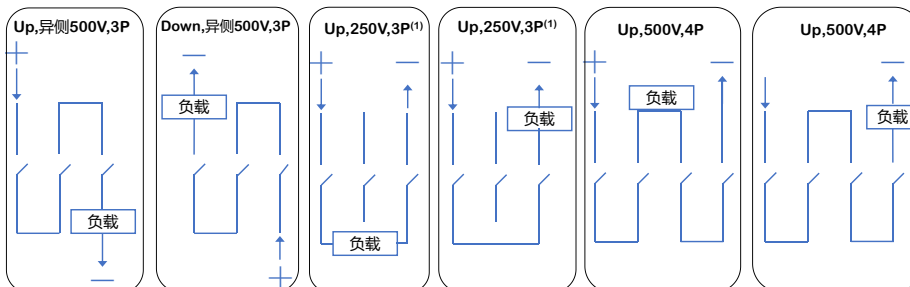 Up,异侧500V,3P
Down,异侧500V,3P
Up,250V,3P(1)
Up,250V,3P(1)
Up,500V,4P
Up,500V,4P
+
—
+
—
+
—
+
—
—
负载
负载
负载
负载
负载
负载
—
+